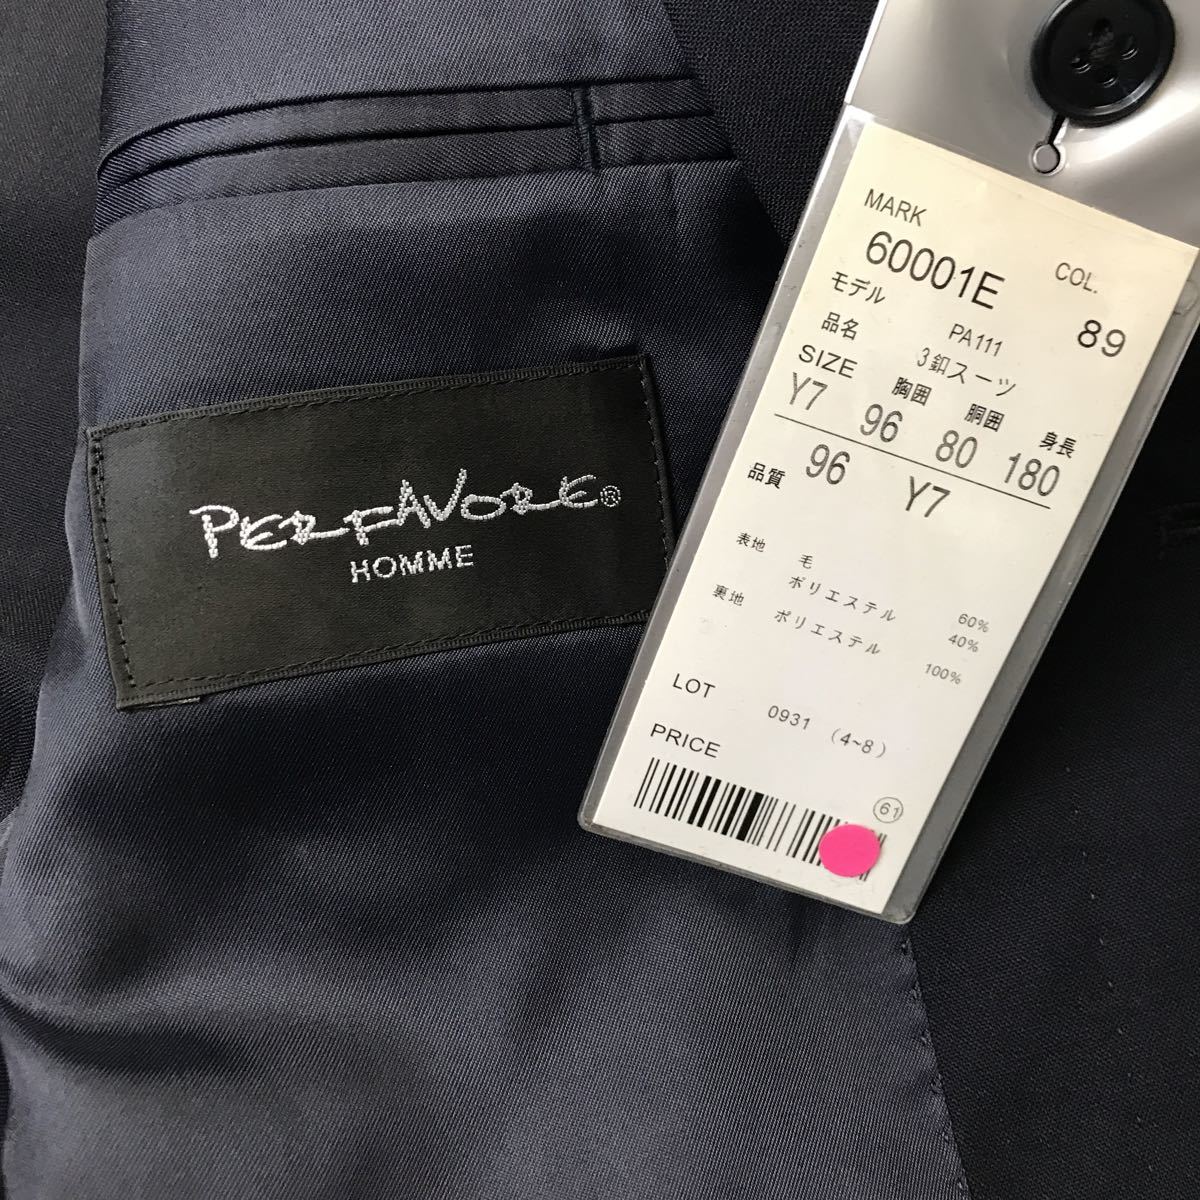 PERFAVORE®
HOMME
MARK
60001E
COL.
89
モデル
PA111
品名
3釦スーツ
SIZE
胸囲
胴囲
身長
Y7
96
80
180
品質
96
Y7
表地
毛
60%
ポリエステル
40%
裏地
ポリエステル
100%
LOT
0931 (4~8)
PRICE
61